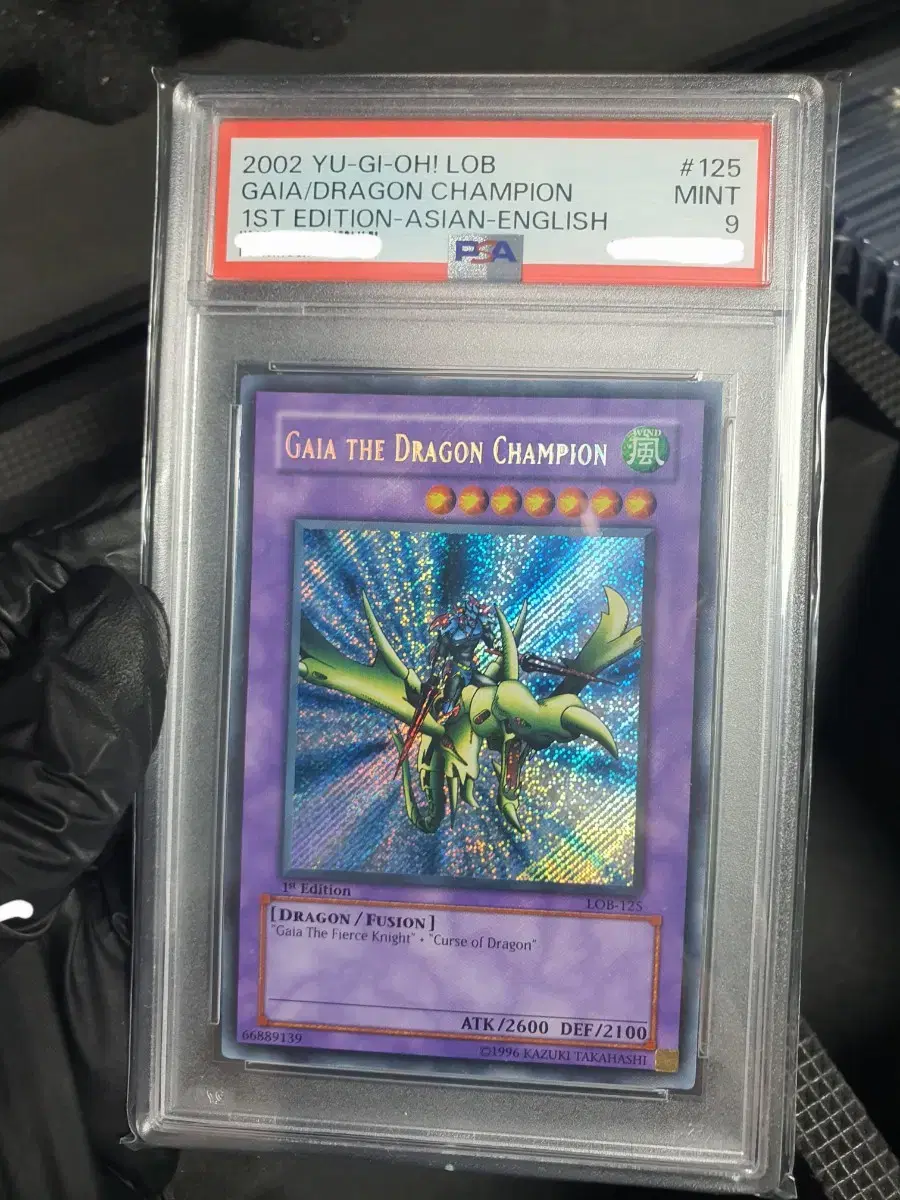 2002 YU-GI-OH! LOB #125
GAIA/DRAGON CHAMPION MINT
1ST EDITION-ASIAN-ENGLISH 9
PSA
GAIA THE DRAGON CHAMPION
WIND
風
1st Edition
LOB-125
[DRAGON/FUSION]
"Gaia The Fierce Knight" • "Curse of Dragon"
ATK/2600 DEF/2100
66889139
©1996 KAZUKI TAKAHASHI